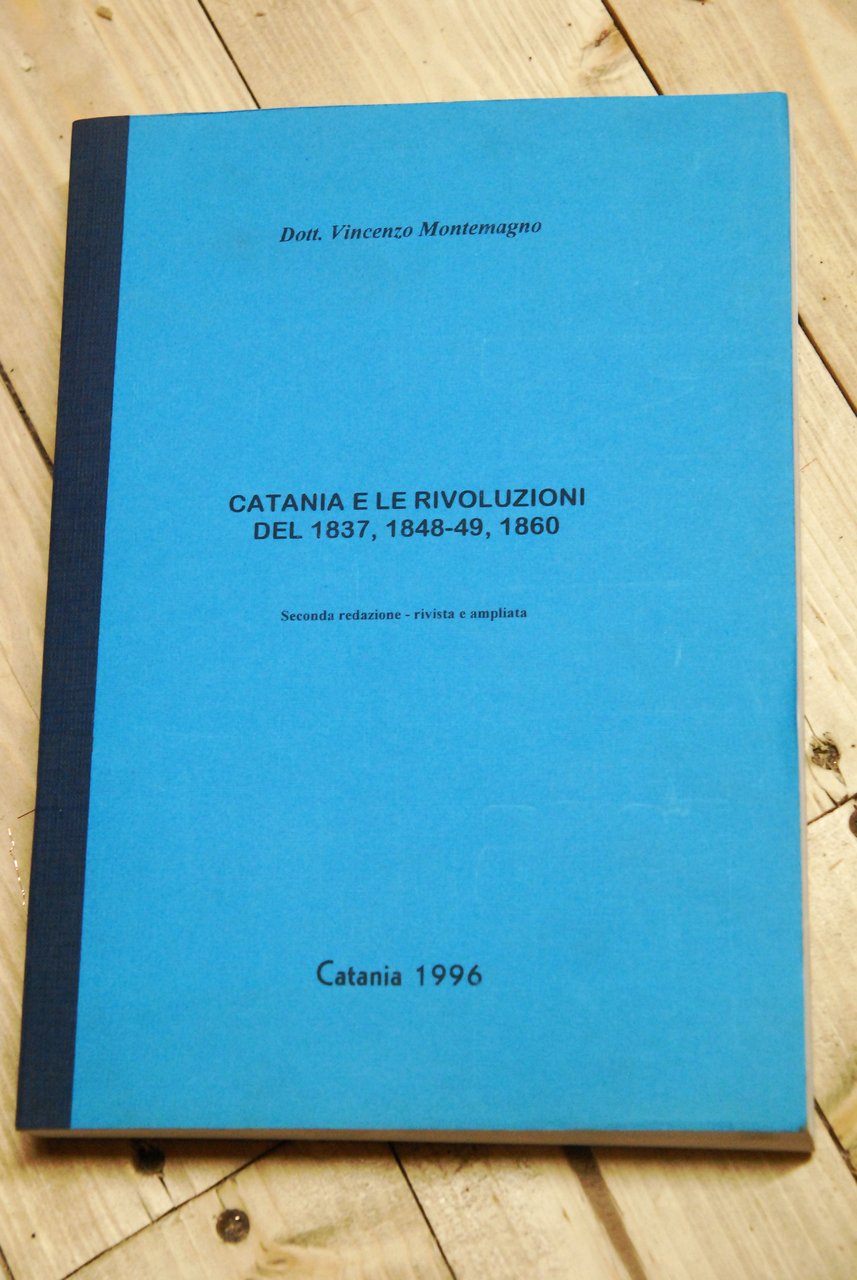 Dott. Vincenzo Montemagno
CATANIA E LE RIVOLUZIONI
DEL 1837, 1848-49, 1860
Seconda redazione - rivista e ampliata
Catania 1996